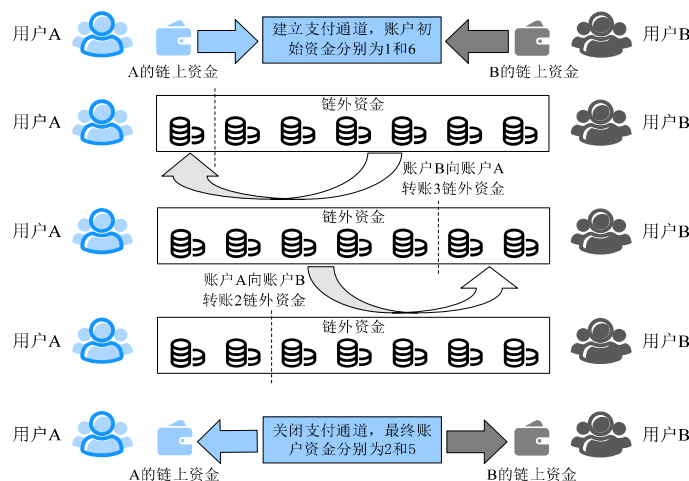 用户A
建立支付通道，账户初
始资金分别为1和6
用户B
A的链上资金
B的链上资金
用户A
链外资金
用户B
账户B向账户A
转账3链外资金
用户A
链外资金
用户B
账户A向账户B
转账2链外资金
用户A
链外资金
用户B
用户A
关闭支付通道，最终账
户资金分别为2和5
用户B
A的链上资金
B的链上资金